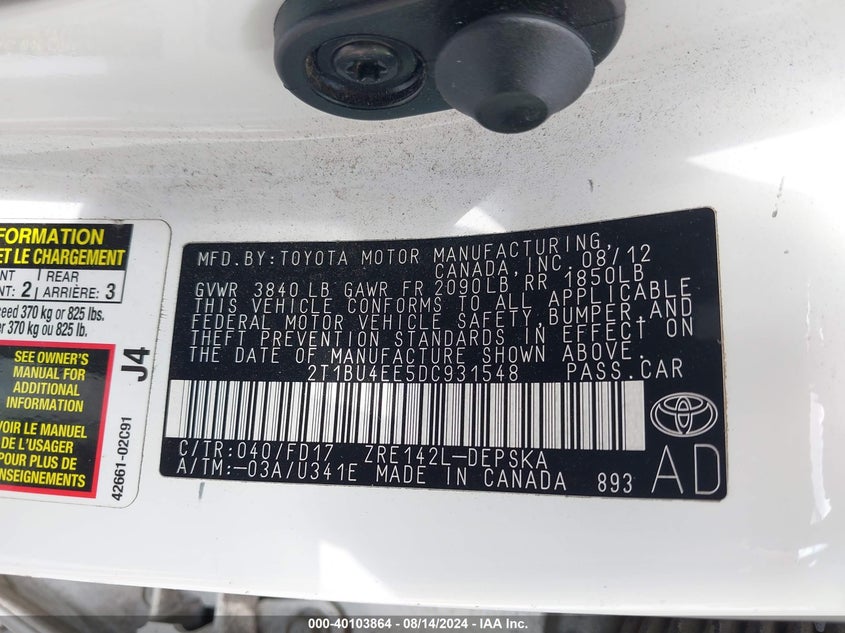 FORMATION
ET LE CHARGEMENT
NT REAR
NT: 2 ARRIÈRE: 3
ceed 370 kg or 825 lbs.
er 370 kg ou 825 lb.
SEE OWNER'S
MANUAL FOR
ADDITIONAL
INFORMATION
VOIR LE MANUEL
DE L'USAGER
POUR PLUS DE
RENSEIGNEMENTS
J4
42661-02C91
MFD.BY:TOYOTA MOTOR MANUFACTURING,
CANADA, INC. 08/12
GVWR 3840 LB GAWR FR 2090LB, RR 1850LB
THIS VEHICLE CONFORMS TO ALL APPLICABLE
FEDERAL MOTOR VEHICLE SAFETY,BUMPER,AND
THEFT PREVENTION STANDARDS IN EFFECT ON
THE DATE OF MANUFACTURE SHOWN ABOVE.
2T1BU4EE5DC931548 PASS.CAR
C/TR:040/FD17 ZRE142L-DEPSKA
A/TM:-03A/U341E MADE IN CANADA 893
AD
000-40103864 - 08/14/2024 - IAA Inc.